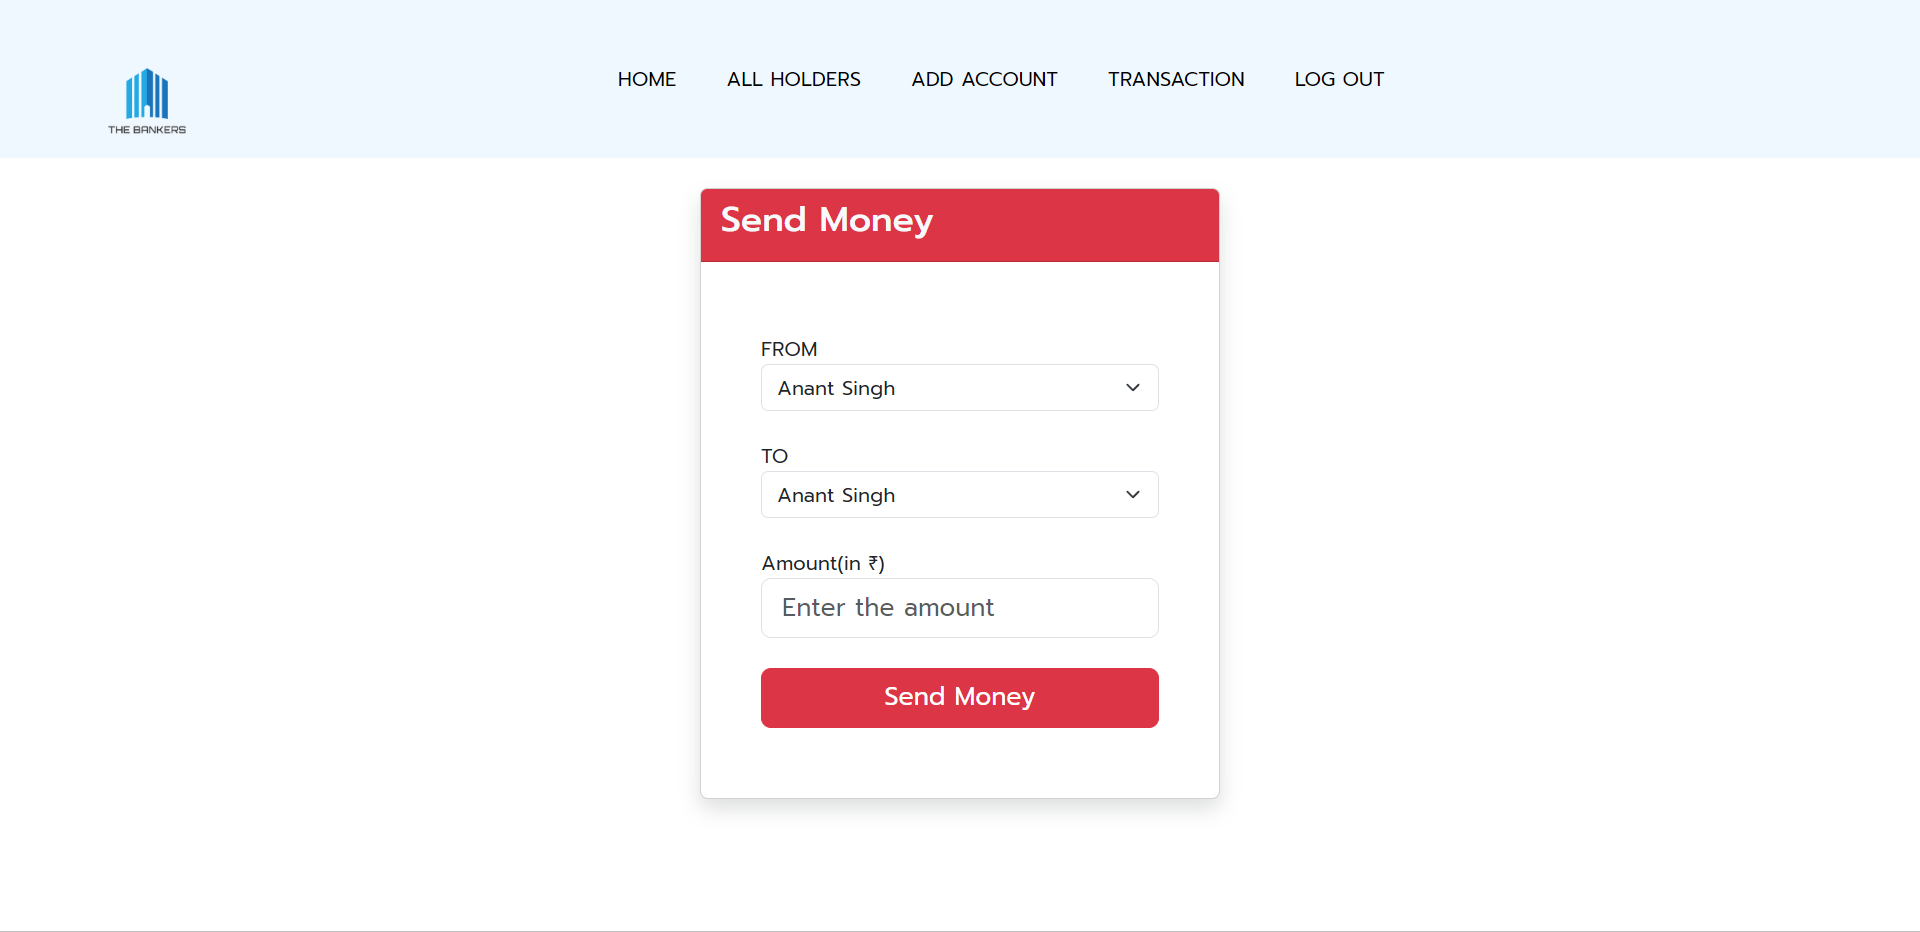 THE BANKERS
HOME ALL HOLDERS ADD ACCOUNT TRANSACTION LOG OUT
Send Money
FROM
Anant Singh
TO
Anant Singh
Amount(in ₹)
Enter the amount
Send Money